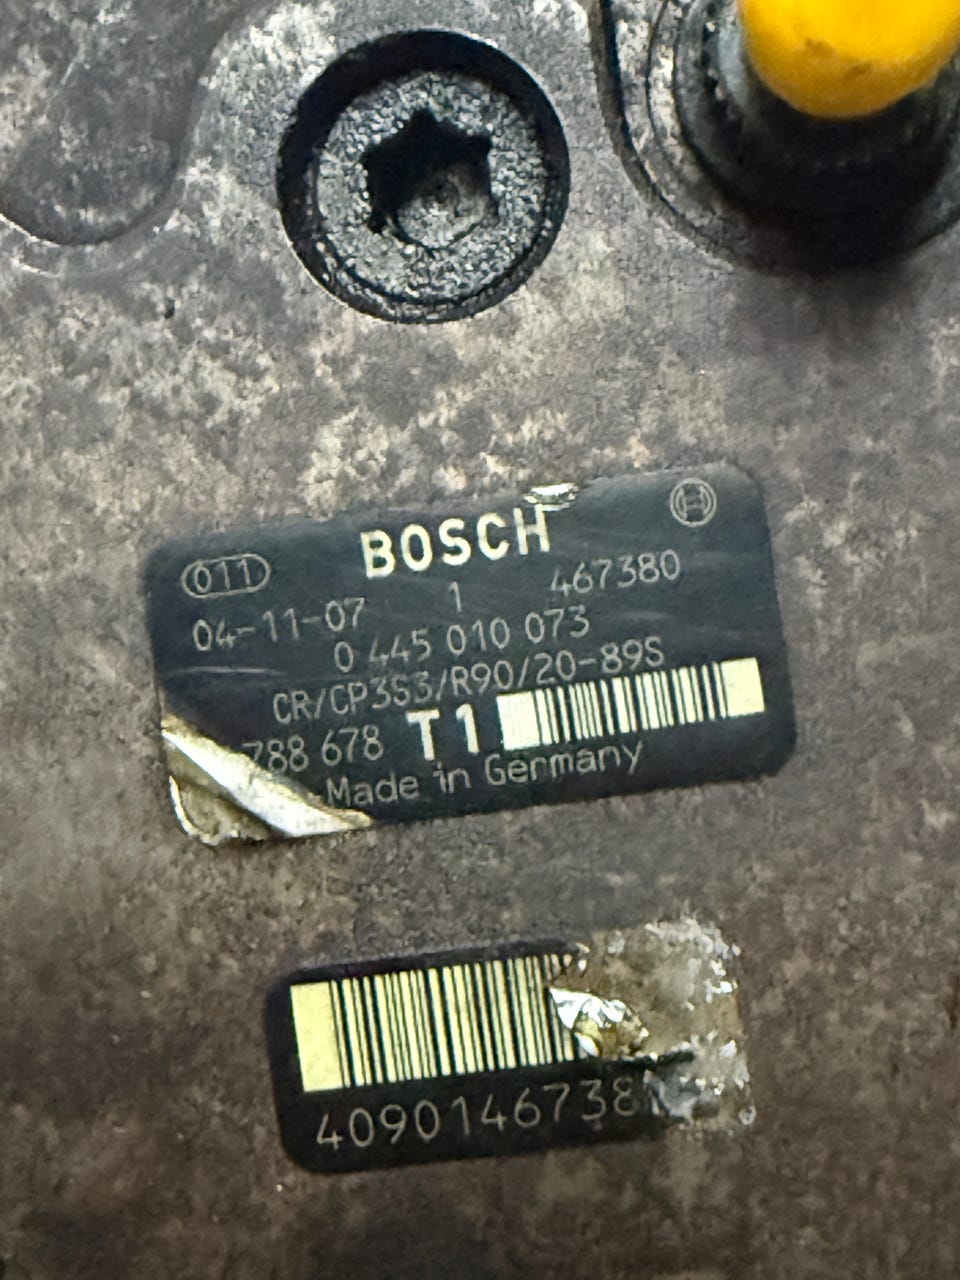 BOSCH
011
04-11-07 1 467380
0 445 010 073
CR/CP3S3/R90/20-89S
788 678 T1
Made in Germany
4090146738